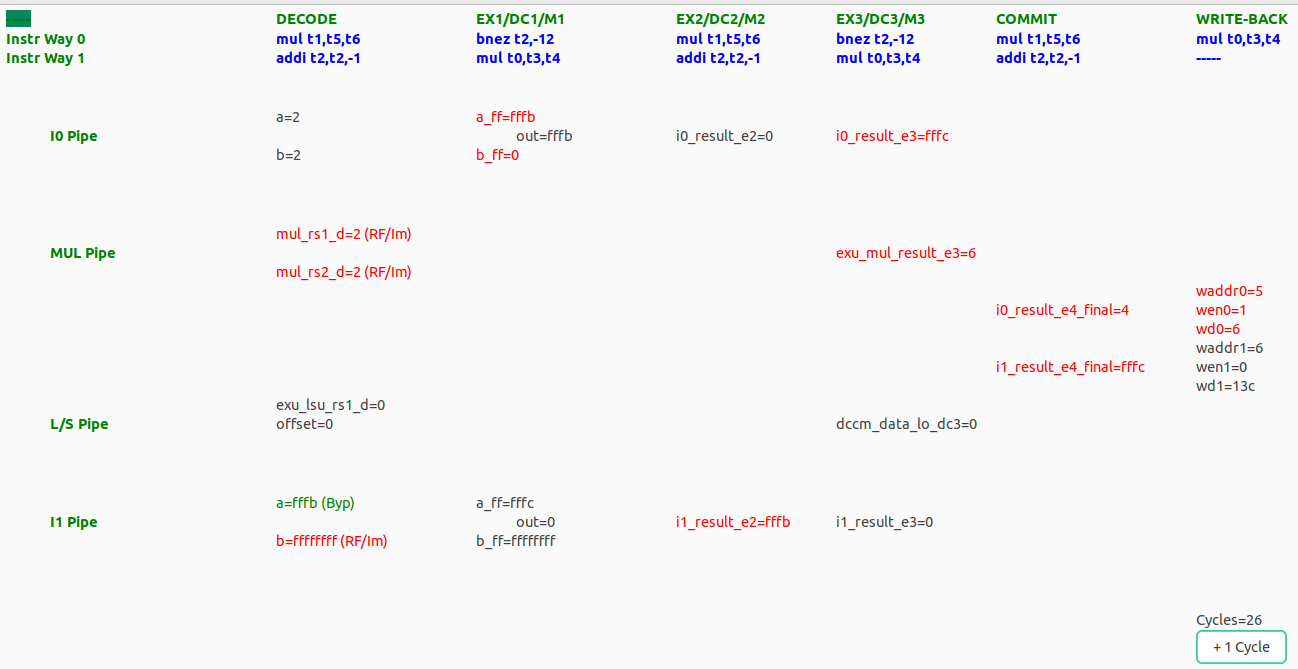 DECODE EX1/DC1/M1 EX2/DC2/M2 EX3/DC3/M3 COMMIT WRITE-BACK
Instr Way 0 mul t1,t5,t6 bnez t2,-12 mul t1,t5,t6 bnez t2,-12 mul t1,t5,t6 mul t0,t3,t4
Instr Way 1 addi t2,t2,-1 mul t0,t3,t4 addi t2,t2,-1 mul t0,t3,t4 addi t2,t2,-1 -----
a=2 a_ff=fffb
I0 Pipe out=fffb i0_result_e2=0 i0_result_e3=fffc
b=2 b_ff=0
mul_rs1_d=2 (RF/Im)
MUL Pipe exu_mul_result_e3=6
mul_rs2_d=2 (RF/Im)
waddr0=5
i0_result_e4_final=4 wen0=1
wd0=6
waddr1=6
i1_result_e4_final=fffc wen1=0
wd1=13c
exu_lsu_rs1_d=0
L/S Pipe offset=0 dccm_data_lo_dc3=0
a=fffb (Byp) a_ff=fffc
I1 Pipe out=0 i1_result_e2=fffb i1_result_e3=0
b=ffffffff (RF/Im) b_ff=ffffffff
Cycles=26
+ 1 Cycle